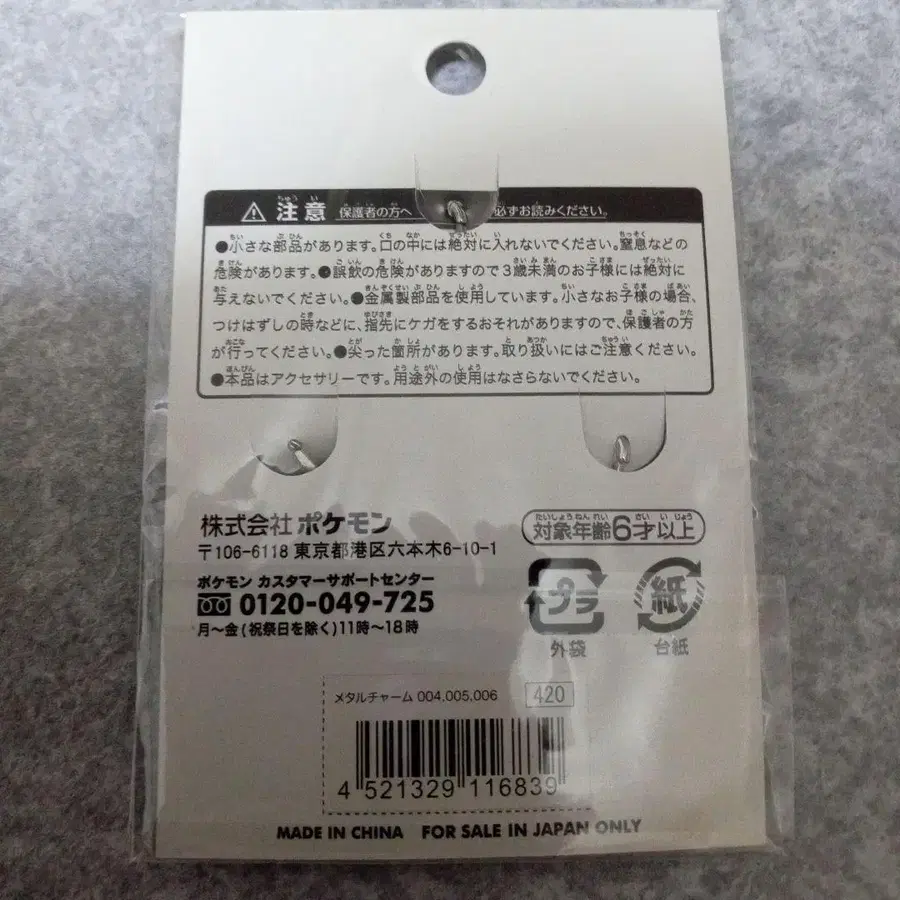 注意 保護者の方へ 必ずお読みください。
●小さな部品があります。口の中には絶対に入れないでください。窒息などの
危険があります。●誤飲の危険がありますので3歳未満のお子様には絶対に
与えないでください。●金属製部品を使用しています。小さなお子様の場合、
つけはずしの時などに、指先にケガをするおそれがありますので、保護者の方
が行ってください。●尖った箇所があります。取り扱いにはご注意ください。
●本品はアクセサリーです。用途外の使用はなさらないでください。
株式会社 ポケモン
〒106-6118 東京都港区六本木6-10-1
ポケモン カスタマーサポートセンター
0120-049-725
月〜金(祝祭日を除く)11時〜18時
対象年齢6才以上
プラ 紙
外袋 台紙
メタルチャーム 004.005.006 420
4 521329 116839
MADE IN CHINA FOR SALE IN JAPAN ONLY